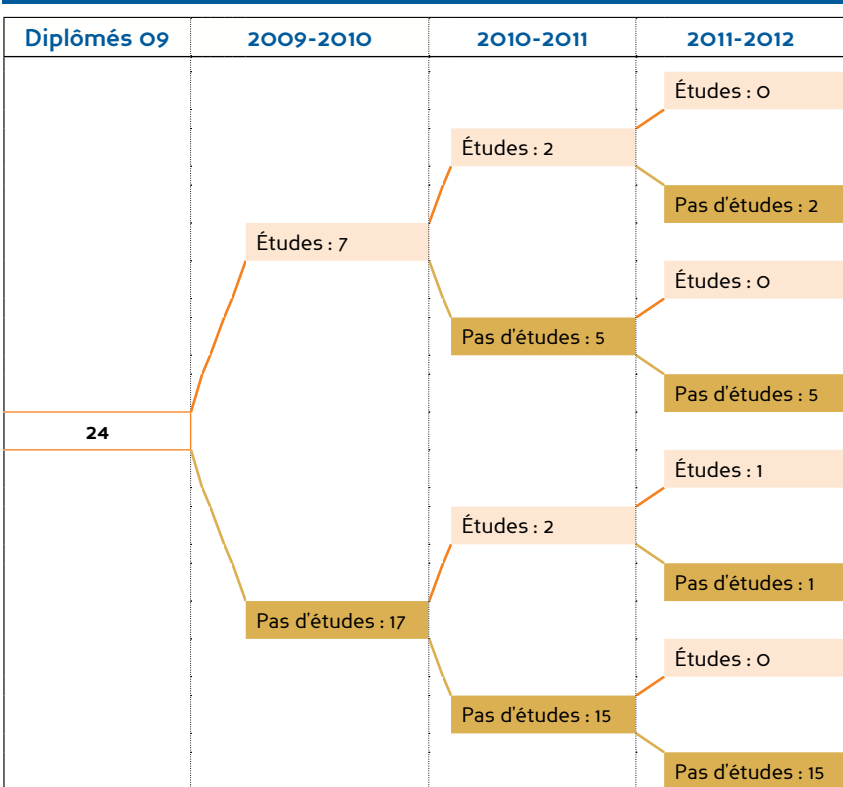 Diplômés 09 2009-2010 2010-2011 2011-2012
Études : 0
Études : 2
Pas d'études : 2
Études : 7
Études : 0
Pas d'études : 5
Pas d'études : 5
24
Études : 1
Études : 2
Pas d'études : 1
Pas d'études : 17
Études : 0
Pas d'études : 15
Pas d'études : 15